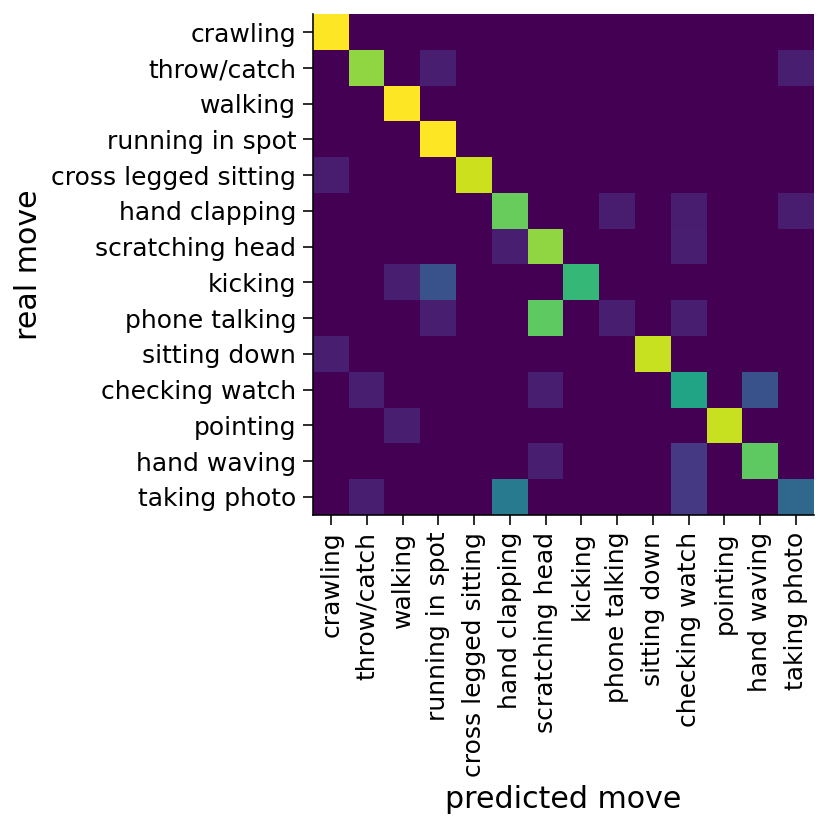 real move
crawling
throw/catch
walking
running in spot
cross legged sitting
hand clapping
scratching head
kicking
phone talking
sitting down
checking watch
pointing
hand waving
taking photo
crawling
throw/catch
walking
running in spot
cross legged sitting
hand clapping
scratching head
kicking
phone talking
sitting down
checking watch
pointing
hand waving
taking photo
predicted move